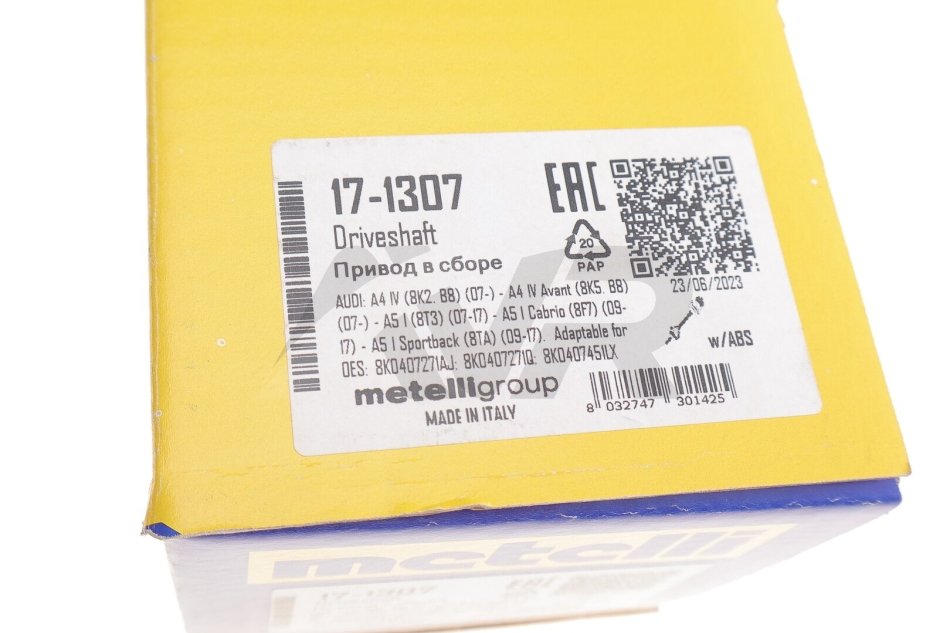 17-1307
EAC
Driveshaft
Привод в сборе
20
PAP
23/06/2023
AUDI: A4 IV (8K2, B8) (07-) - A4 IV Avant (8K5, B8)
(07-) - A5 I (8T3) (07-17) - A5 I Cabrio (8F7) (09-
17) - A5 I Sportback (8TA) (09-17). Adaptable for
OES: 8K0407271AJ; 8K0407271Q; 8K0407451LX
w/ABS
metelligroup
MADE IN ITALY
8 032747 301425
metelli
17-1307
EAC